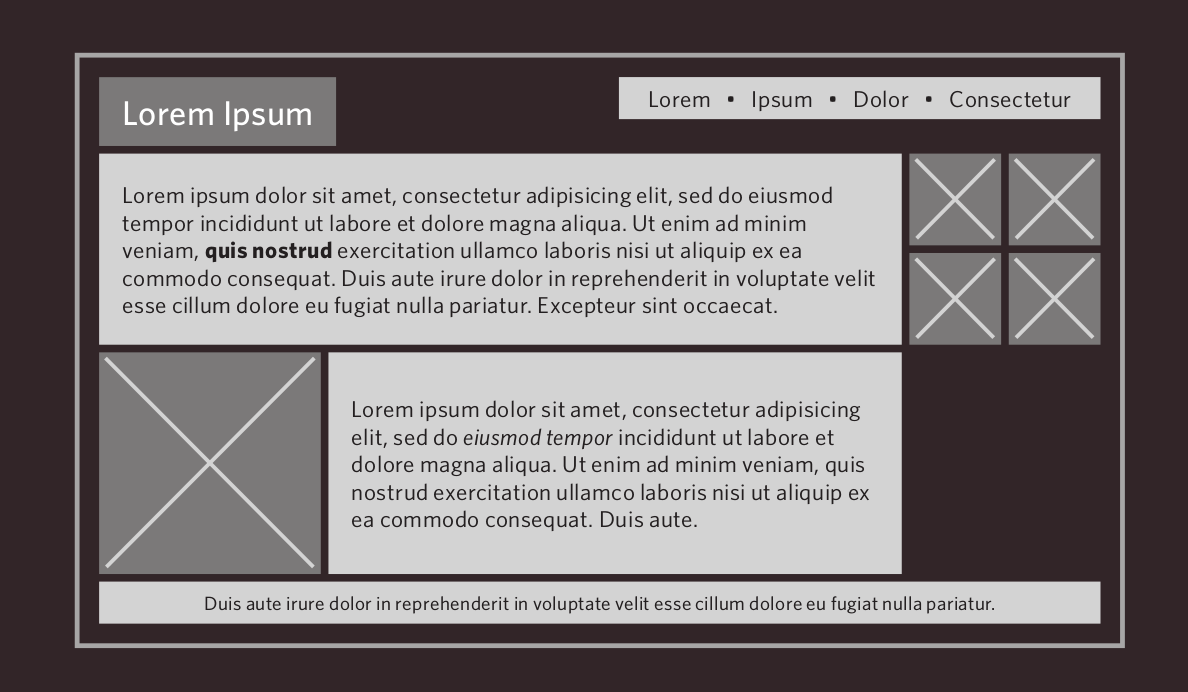 Lorem Ipsum
Lorem • Ipsum • Dolor • Consectetur
Lorem ipsum dolor sit amet, consectetur adipisicing elit, sed do eiusmod
tempor incididunt ut labore et dolore magna aliqua. Ut enim ad minim
veniam, quis nostrud exercitation ullamco laboris nisi ut aliquip ex ea
commodo consequat. Duis aute irure dolor in reprehenderit in voluptate velit
esse cillum dolore eu fugiat nulla pariatur. Excepteur sint occaecat.
Lorem ipsum dolor sit amet, consectetur adipisicing
elit, sed do eiusmod tempor incididunt ut labore et
dolore magna aliqua. Ut enim ad minim veniam, quis
nostrud exercitation ullamco laboris nisi ut aliquip ex
ea commodo consequat. Duis aute.
Duis aute irure dolor in reprehenderit in voluptate velit esse cillum dolore eu fugiat nulla pariatur.